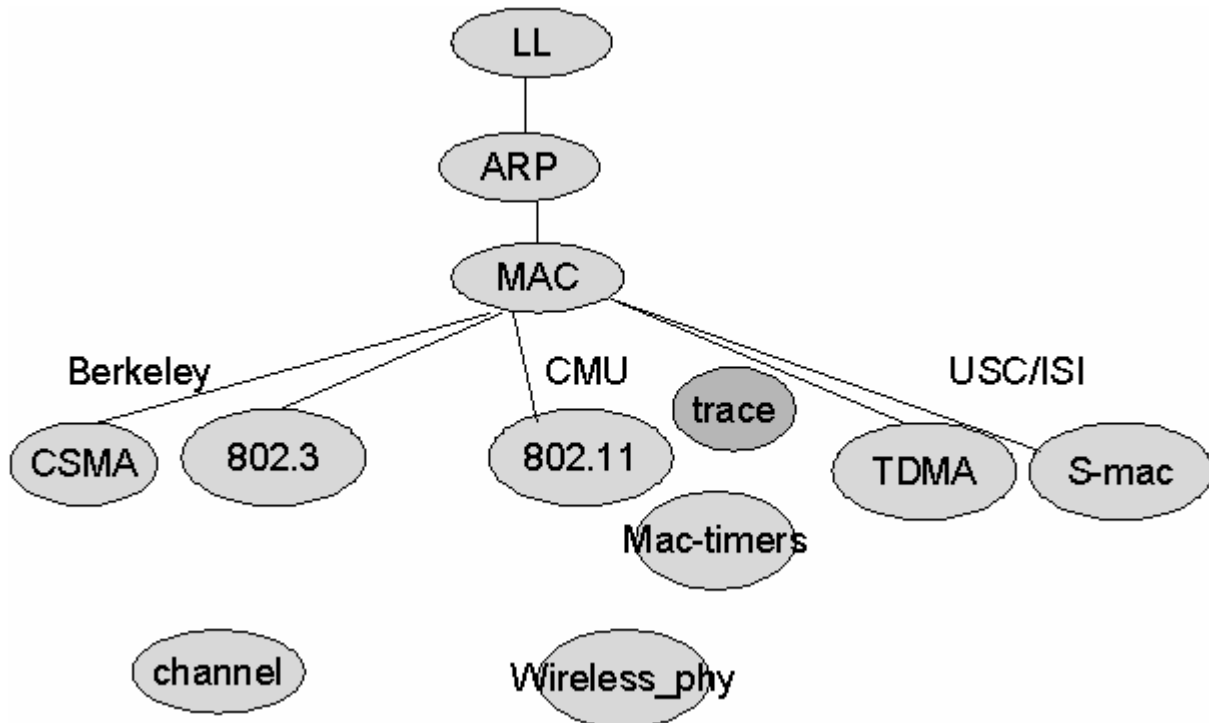 LL
ARP
MAC
Berkeley
CMU
USC/ISI
trace
CSMA
802.3
802.11
TDMA
S-mac
Mac-timers
channel
Wireless_phy